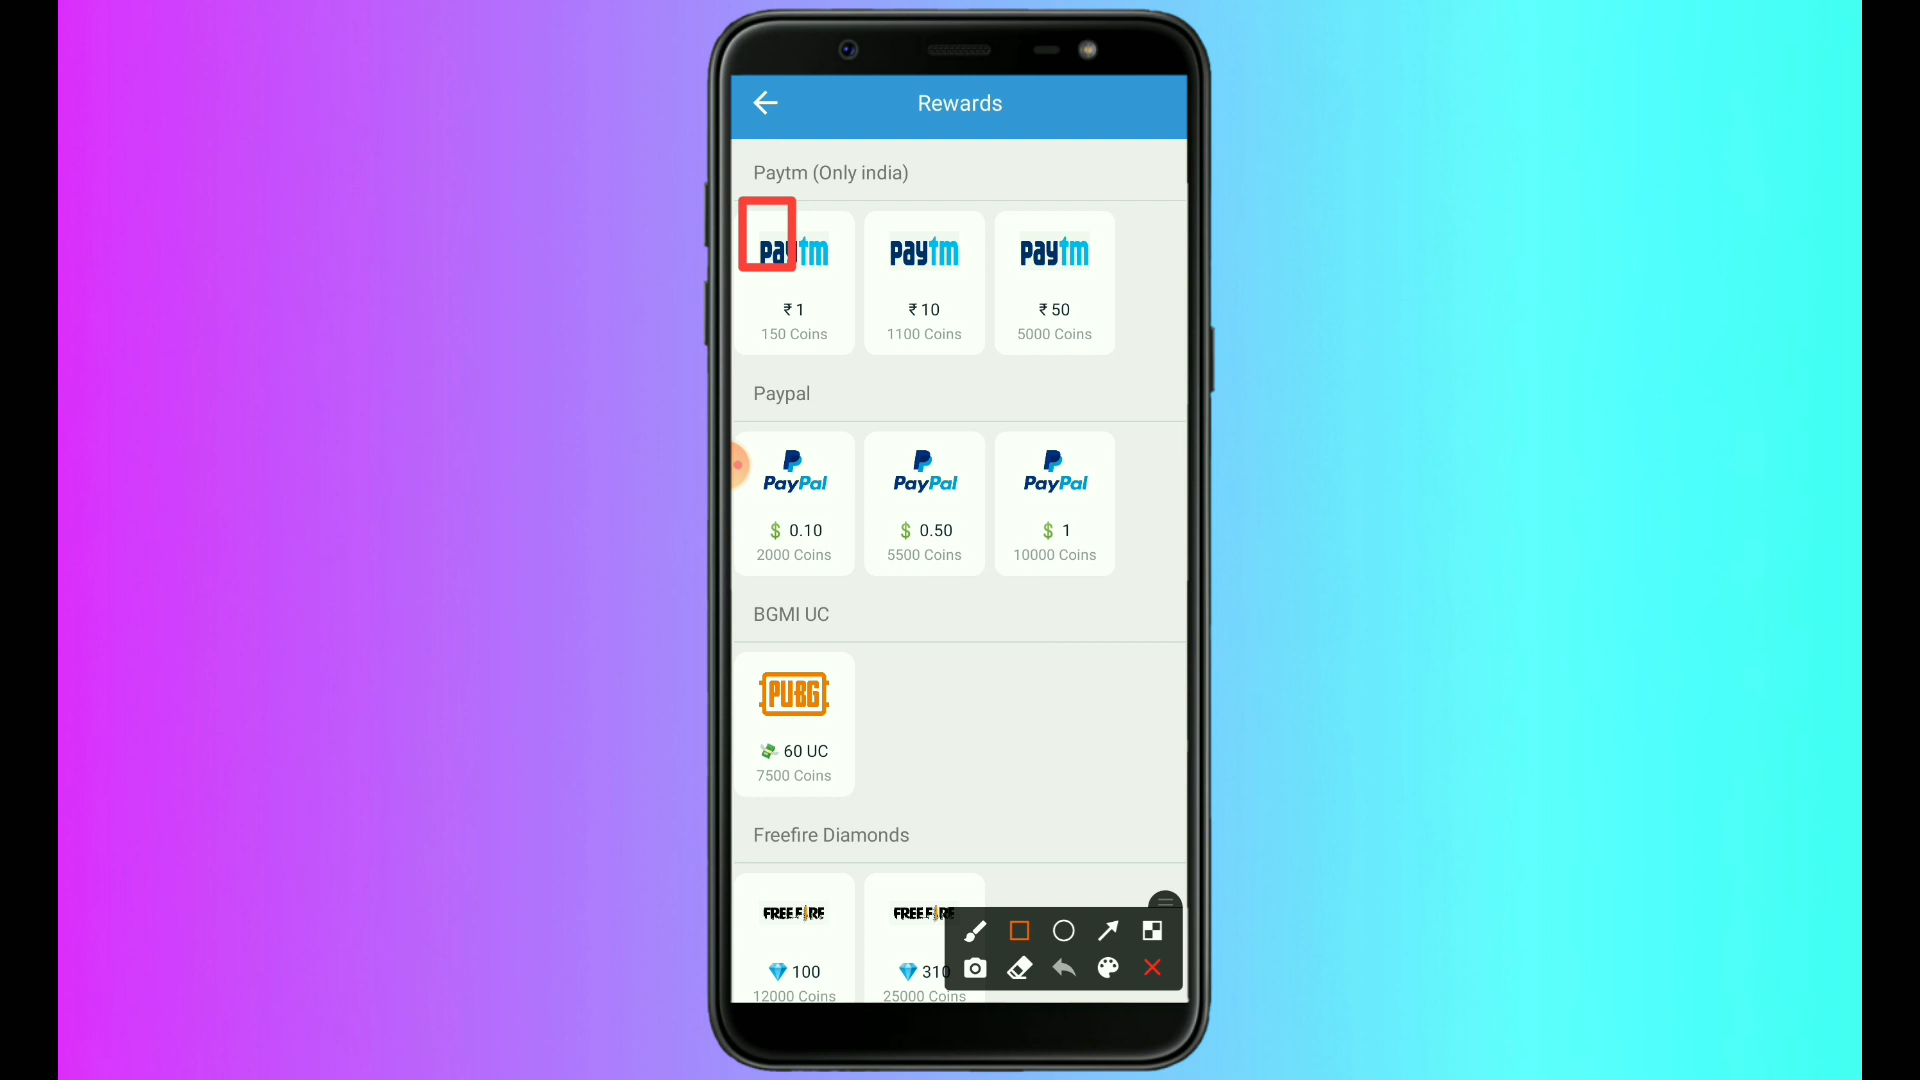 Rewards
Paytm (Only india)
paytm paytm paytm
₹ 1 ₹ 10 ₹ 50
150 Coins 1100 Coins 5000 Coins
Paypal
PayPal PayPal PayPal
$ 0.10 $ 0.50 $ 1
2000 Coins 5500 Coins 10000 Coins
BGMI UC
PUBG
60 UC
7500 Coins
Freefire Diamonds
FREE FIRE FREE FIRE
100 310
12000 Coins 25000 Coins